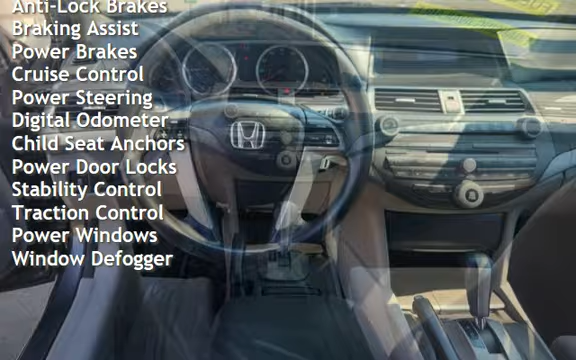 Anti-Lock Brakes
Braking Assist
Power Brakes
Cruise Control
Power Steering
Digital Odometer
Child Seat Anchors
Power Door Locks
Stability Control
Traction Control
Power Windows
Window Defogger